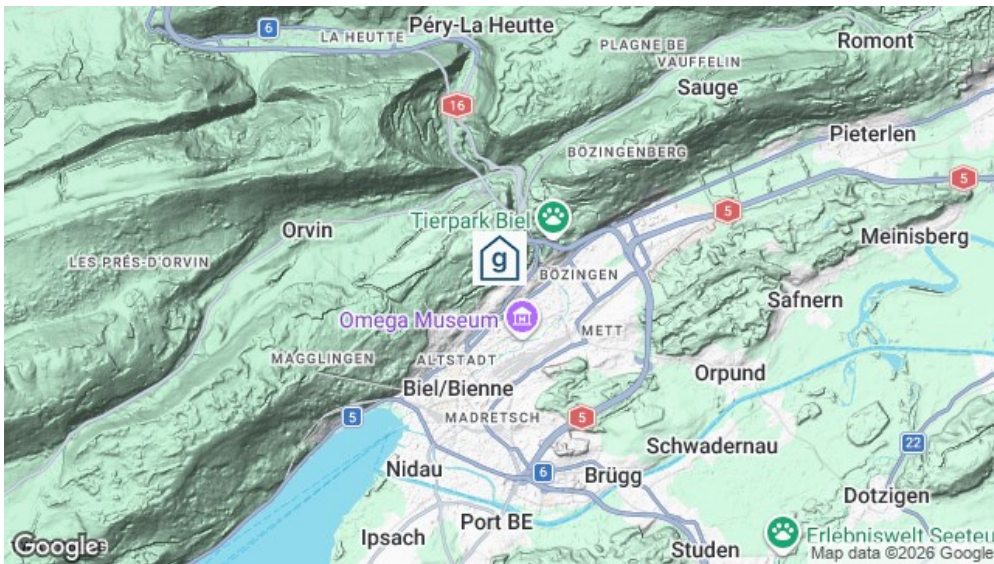 6
Péry-La Heutte
LA HEUTTE
PLAGNE BE
VAUFFELIN
Romont
Sauge
16
Pieterlen
BÖZINGENBERG
5
Tierpark Biel
5
Orvin
Meinisberg
LES PRÉS-D'ORVIN
g
BÖZINGEN
Safnern
Omega Museum
METT
MAGGLINGEN
ALTSTADT
Orpund
Biel/Bienne
5
MADRETSCH
5
Schwadernau
22
Nidau
6
Brügg
Dotzigen
Port BE
Ipsach
Erlebniswelt Seeteu
Studen
Google
Map data ©2026 Google